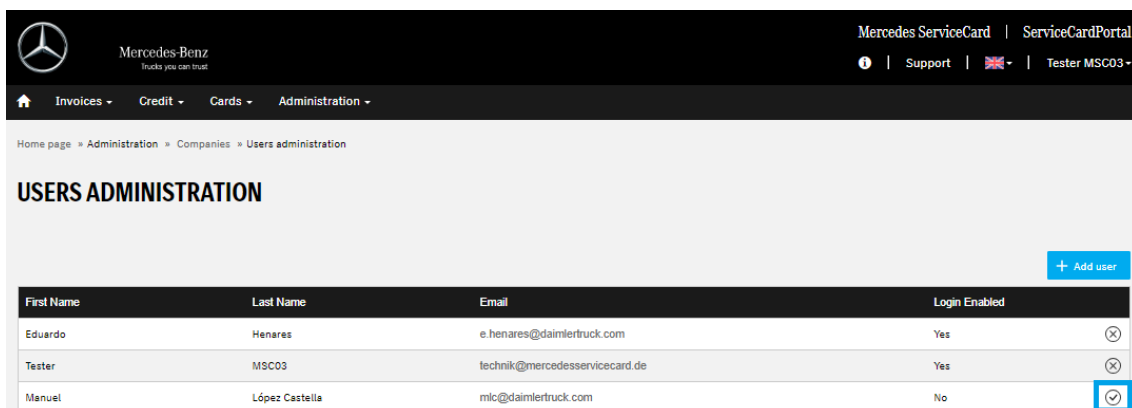 Mercedes ServiceCard | ServiceCardPortal
Mercedes-Benz
Trucks you can trust
Support | | Tester MSC03
Invoices Credit Cards Administration
Home page » Administration » Companies » Users administration
USERS ADMINISTRATION
+ Add user
First Name Last Name Email Login Enabled
Eduardo Henares e.henares@daimlertruck.com Yes
Tester MSC03 technik@mercedesservicecard.de Yes
Manuel López Castella mlc@daimlertruck.com No